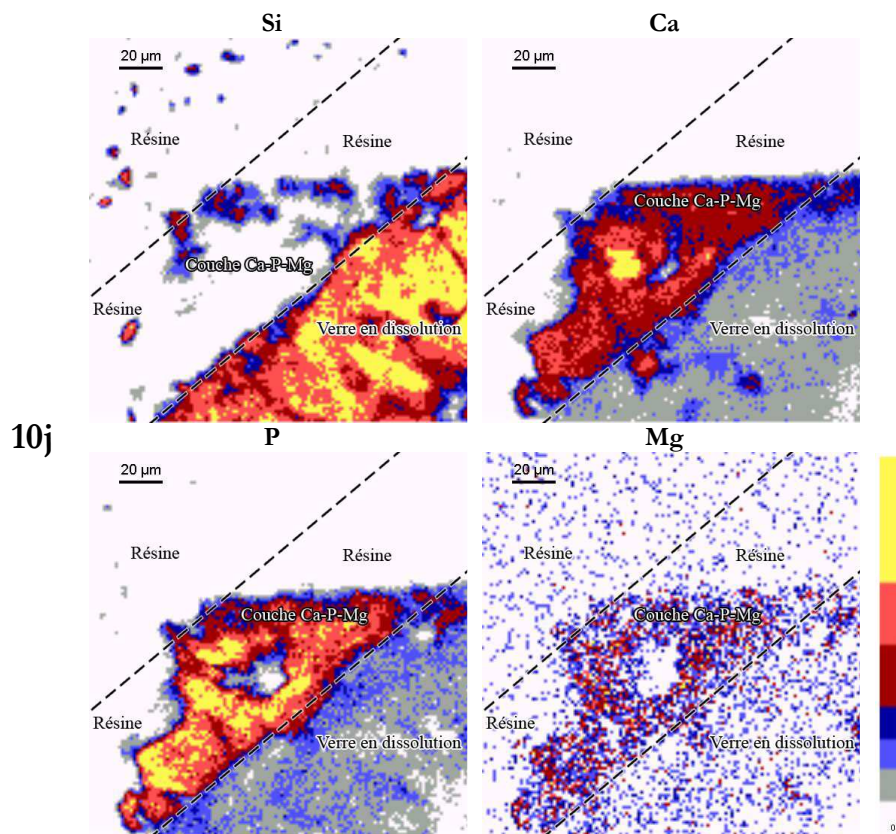 Si
Ca
20 µm
20 µm
Résine
Résine
Résine
Couche Ca-P-Mg
Couche Ca-P-Mg
Résine
Résine
Verre en dissolution
Verre en dissolution
10j
P
Mg
20 µm
20 µm
Résine
Résine
Résine
Résine
Couche Ca-P-Mg
Couche Ca-P-Mg
Résine
Résine
Verre en dissolution
Verre en dissolution
0